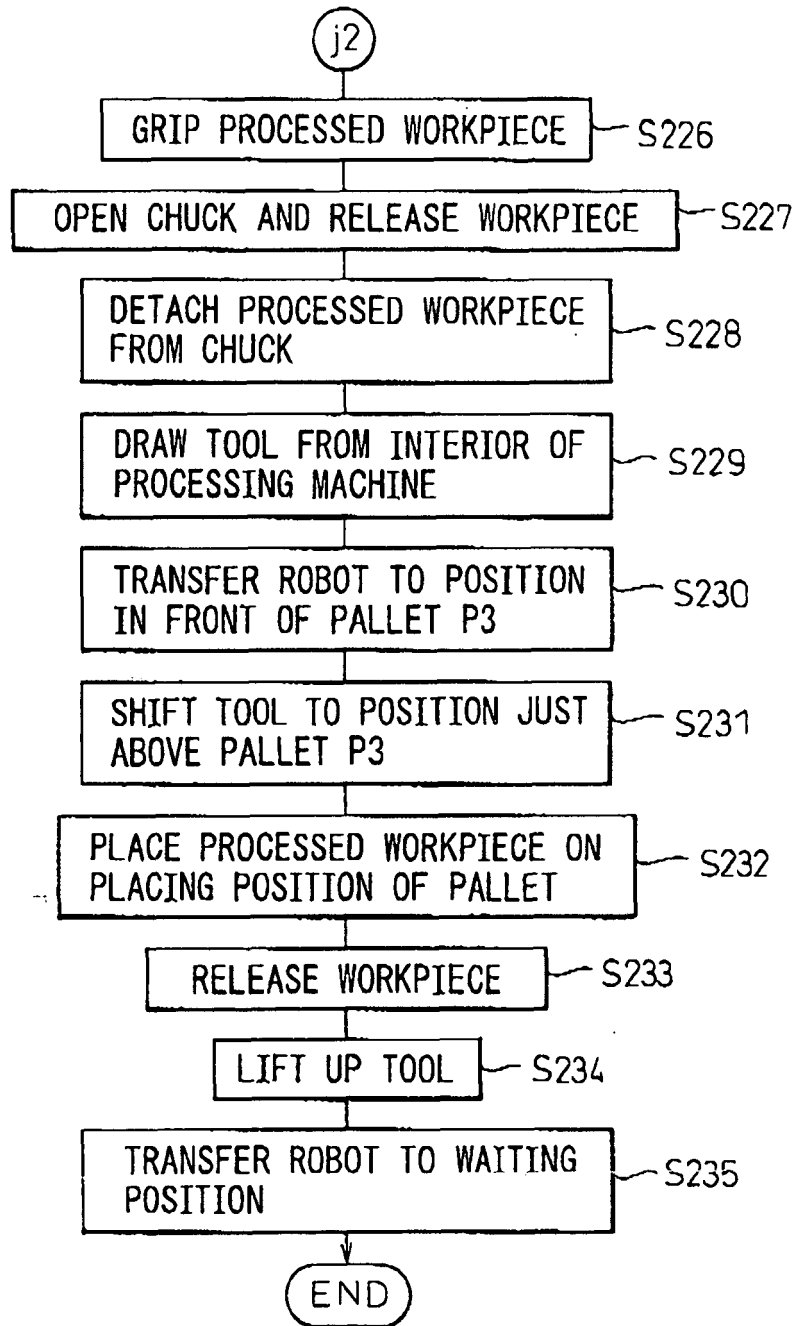 j2
GRIP PROCESSED WORKPIECE
S226
OPEN CHUCK AND RELEASE WORKPIECE
S227
DETACH PROCESSED WORKPIECE
FROM CHUCK
S228
DRAW TOOL FROM INTERIOR OF
PROCESSING MACHINE
S229
TRANSFER ROBOT TO POSITION
IN FRONT OF PALLET P3
S230
SHIFT TOOL TO POSITION JUST
ABOVE PALLET P3
S231
PLACE PROCESSED WORKPIECE ON
PLACING POSITION OF PALLET
S232
RELEASE WORKPIECE
S233
LIFT UP TOOL
S234
TRANSFER ROBOT TO WAITING
POSITION
S235
END